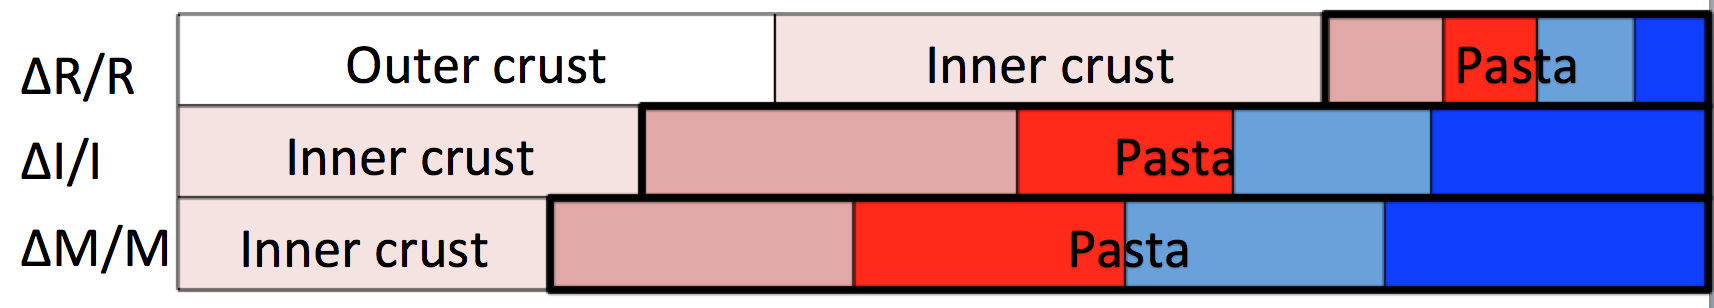 ΔR/R Outer crust Inner crust Pasta
ΔI/I Inner crust Pasta
ΔM/M Inner crust Pasta